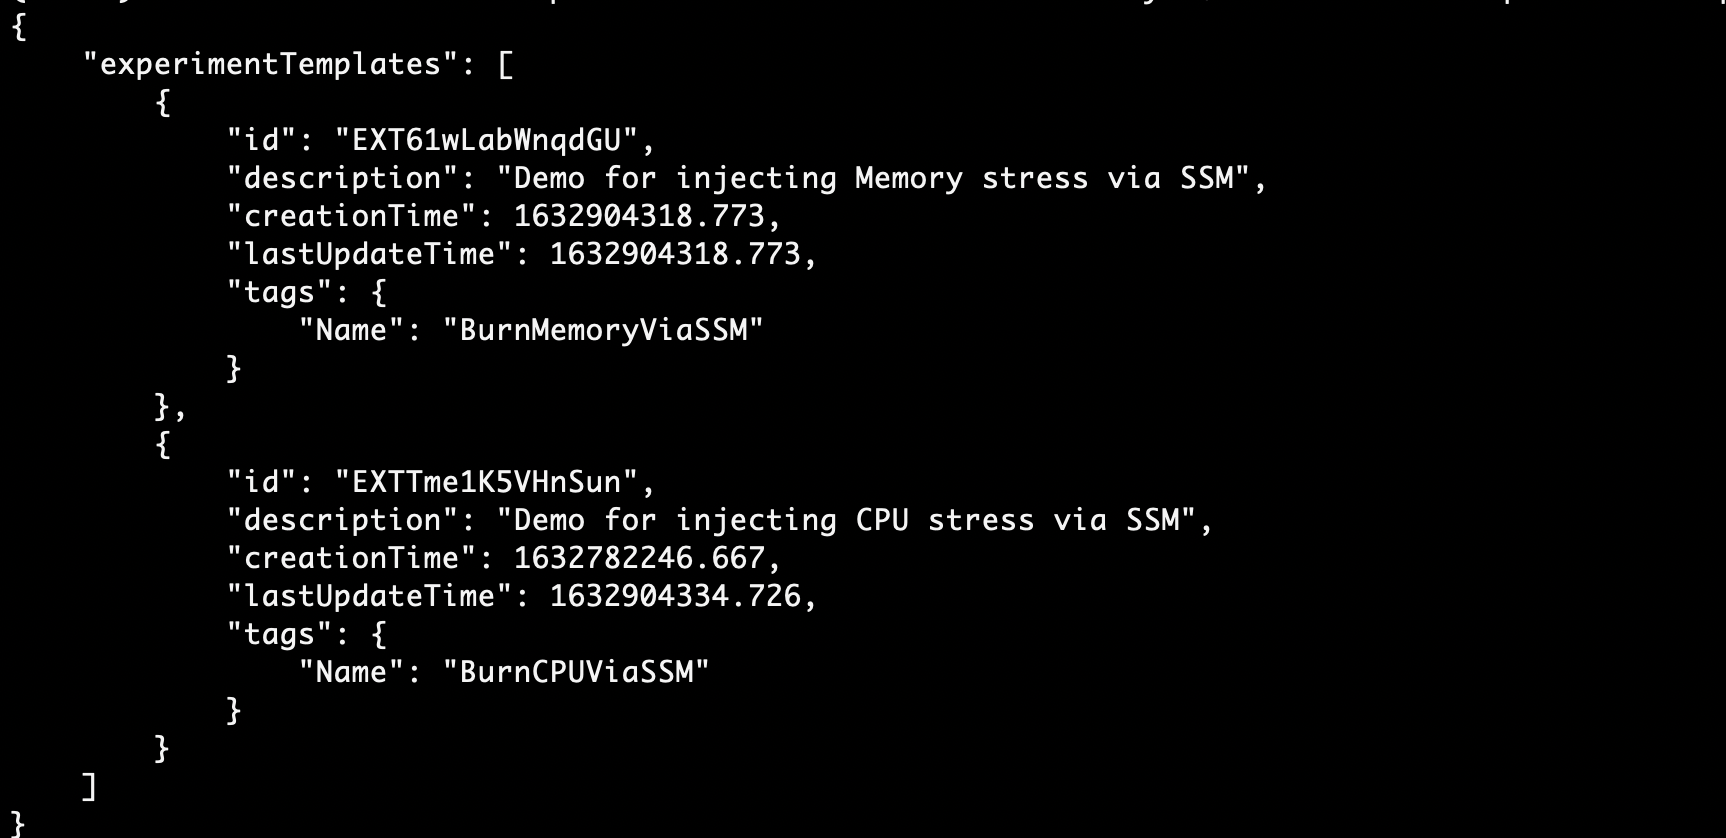 {
    "experimentTemplates": [
        {
            "id": "EXT61wLabWnqdGU",
            "description": "Demo for injecting Memory stress via SSM",
            "creationTime": 1632904318.773,
            "lastUpdateTime": 1632904318.773,
            "tags": {
                "Name": "BurnMemoryViaSSM"
            }
        },
        {
            "id": "EXTTme1K5VHnSun",
            "description": "Demo for injecting CPU stress via SSM",
            "creationTime": 1632782246.667,
            "lastUpdateTime": 1632904334.726,
            "tags": {
                "Name": "BurnCPUViaSSM"
            }
        }
    ]
}